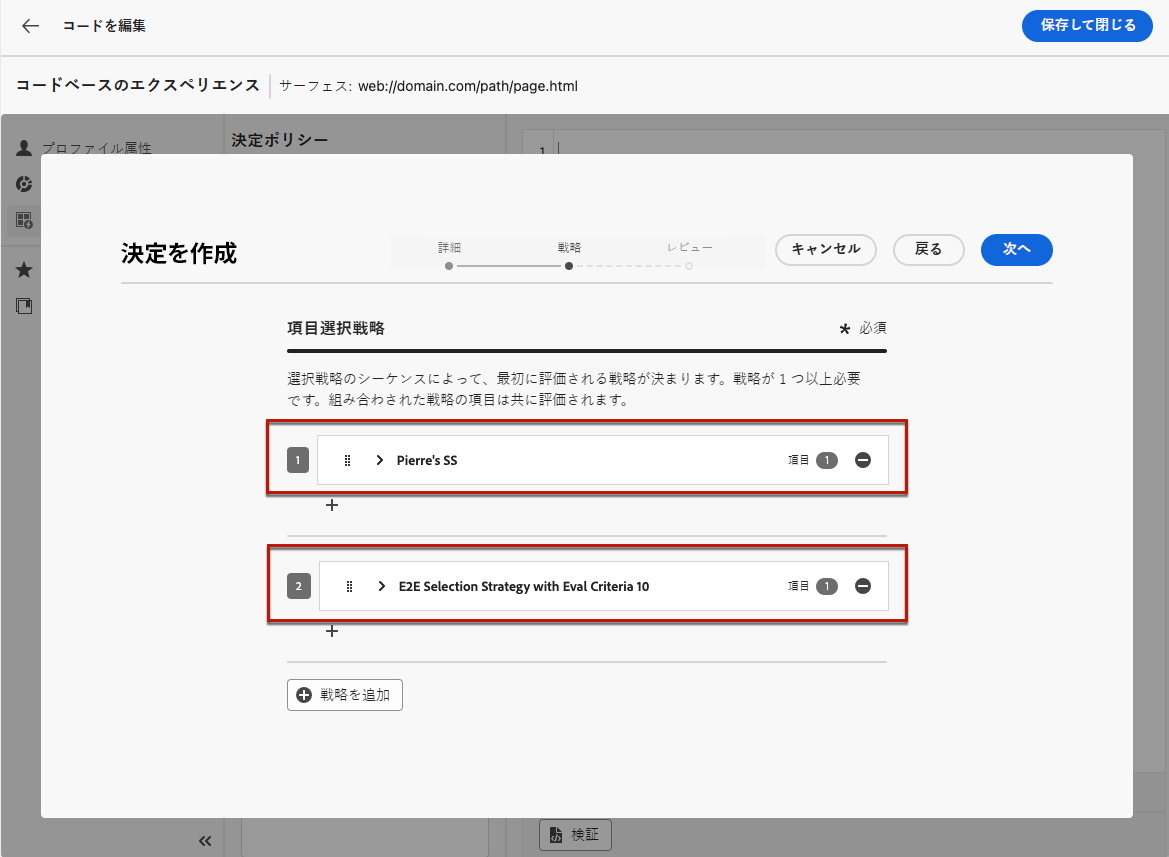 コードを編集
保存して閉じる
コードベースのエクスペリエンス
サーフェス: web://domain.com/path/page.html
プロファイル属性
決定ポリシー
1
決定を作成
詳細
戦略
レビュー
キャンセル
戻る
次へ
項目選択戦略
* 必須
選択戦略のシーケンスによって、最初に評価される戦略が決まります。戦略が 1 つ以上必要
です。組み合わされた戦略の項目は共に評価されます。
1 Pierre's SS 項目 1
2 E2E Selection Strategy with Eval Criteria 10 項目 1
戦略を追加
検証